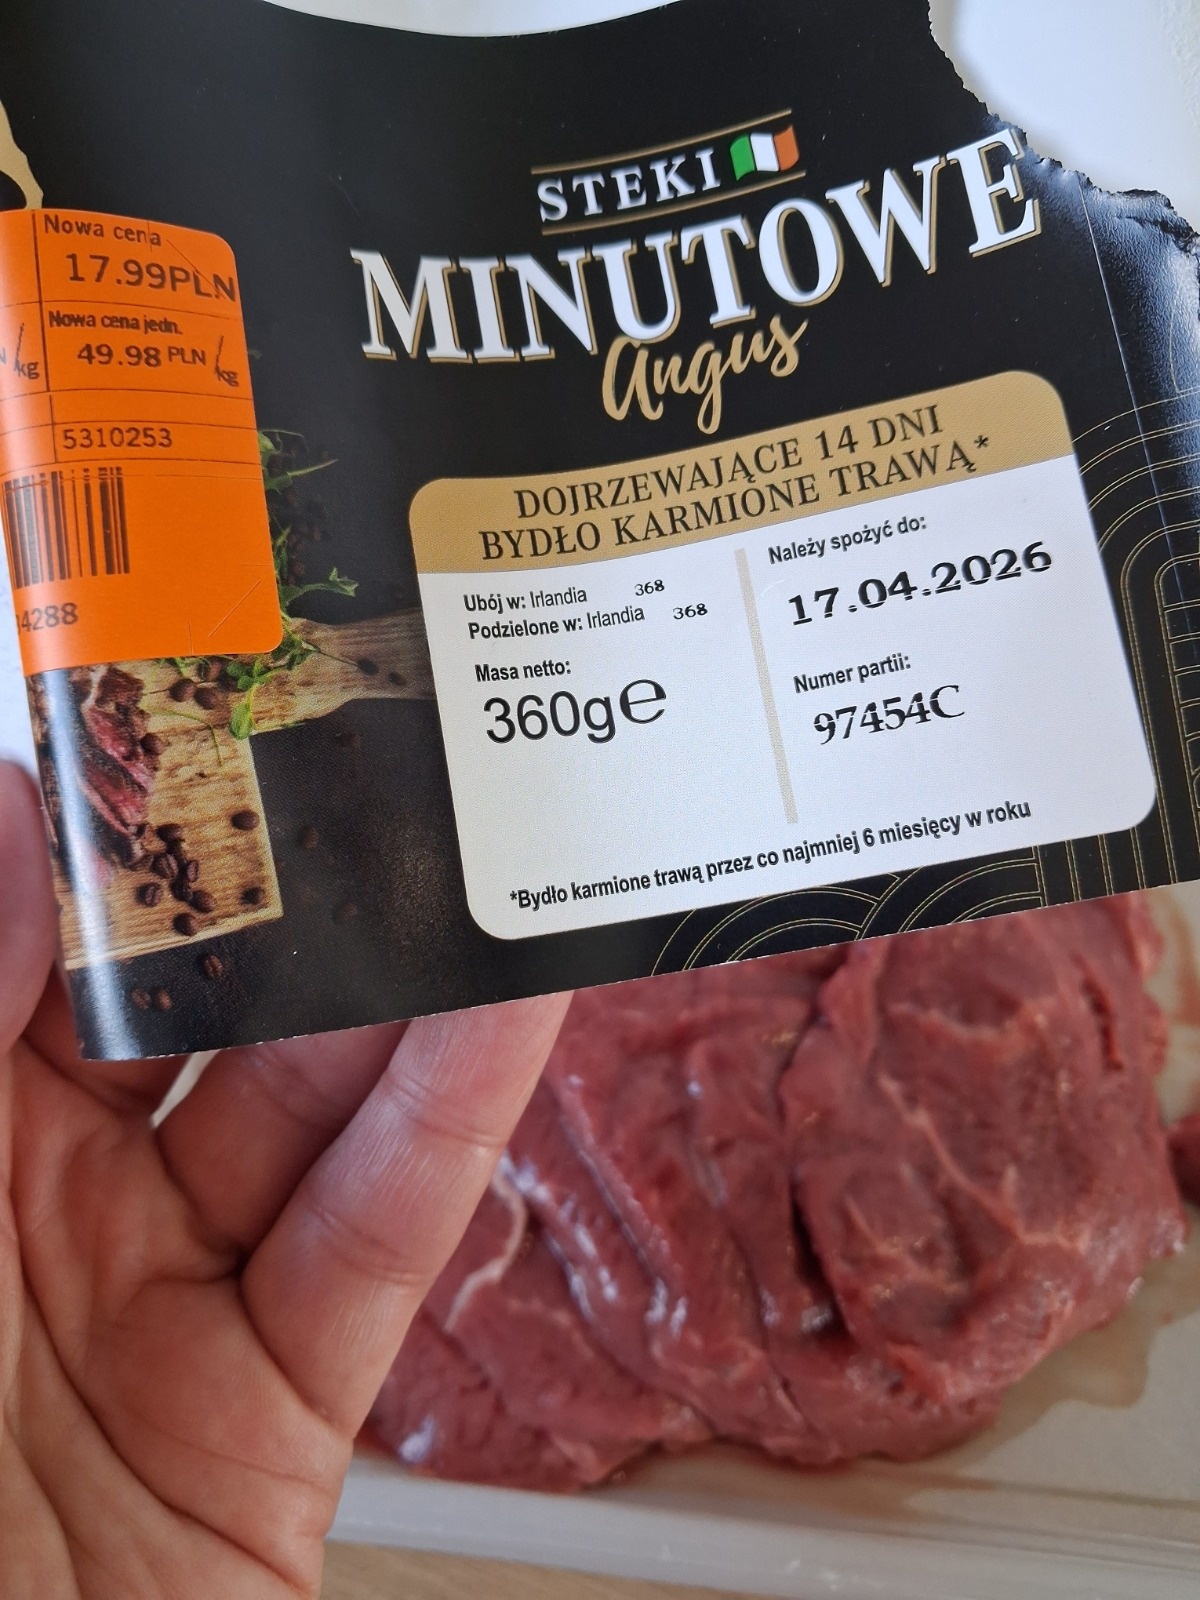 STEKI
MINUTOWE
Angus
Nowa cena
17.99PLN
Nowa cena jedn.
kg 49.98 PLN / kg
5310253
4288
DOJRZEWAJĄCE 14 DNI
BYDŁO KARMIONE TRAWĄ*
Ubój w: Irlandia 368
Podzielone w: Irlandia 368
Masa netto:
360g℮
Należy spożyć do:
17.04.2026
Numer partii:
97454C
*Bydło karmione trawą przez co najmniej 6 miesięcy w roku